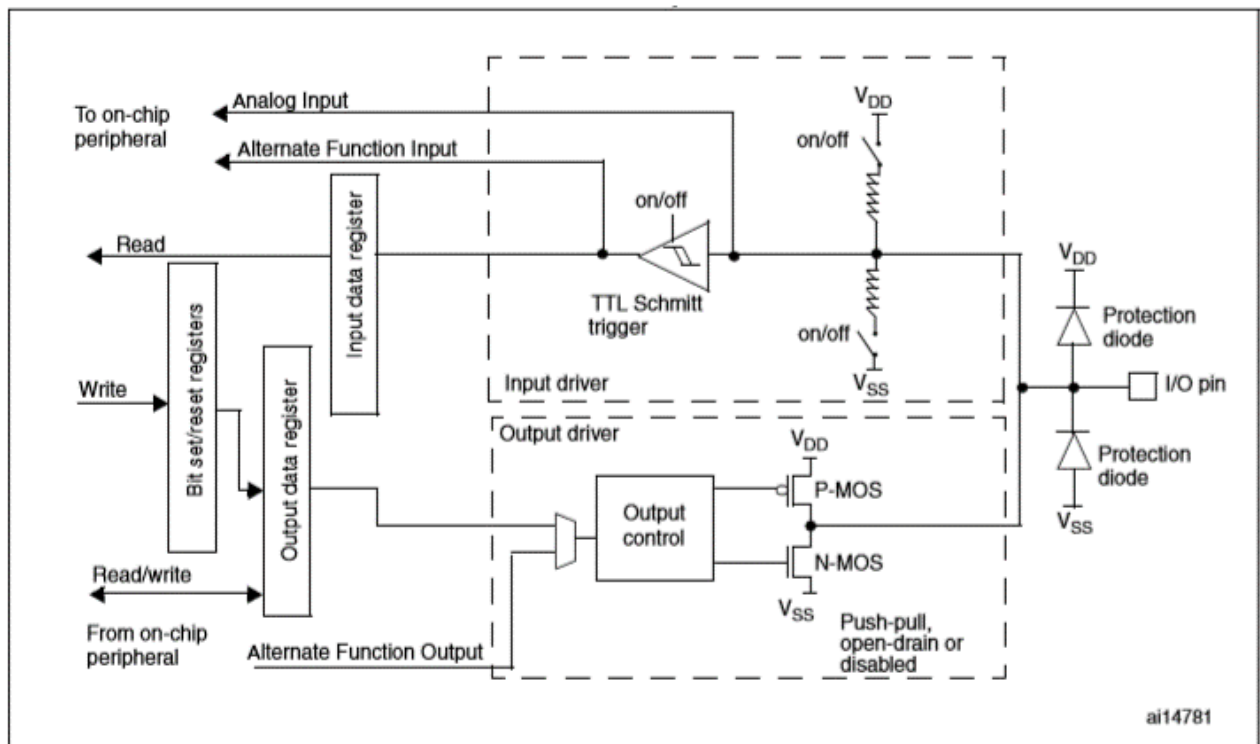 To on-chip
peripheral
Analog Input
Alternate Function Input
Read
Input data register
Write
Bit set/reset registers
Output data register
Read/write
From on-chip
peripheral
Alternate Function Output
on/off
TTL Schmitt
trigger
VDD
on/off
on/off
VSS
Input driver
Output driver
Output
control
VDD
P-MOS
N-MOS
VSS
Push-pull,
open-drain or
disabled
VDD
Protection
diode
I/O pin
Protection
diode
VSS
ai14781